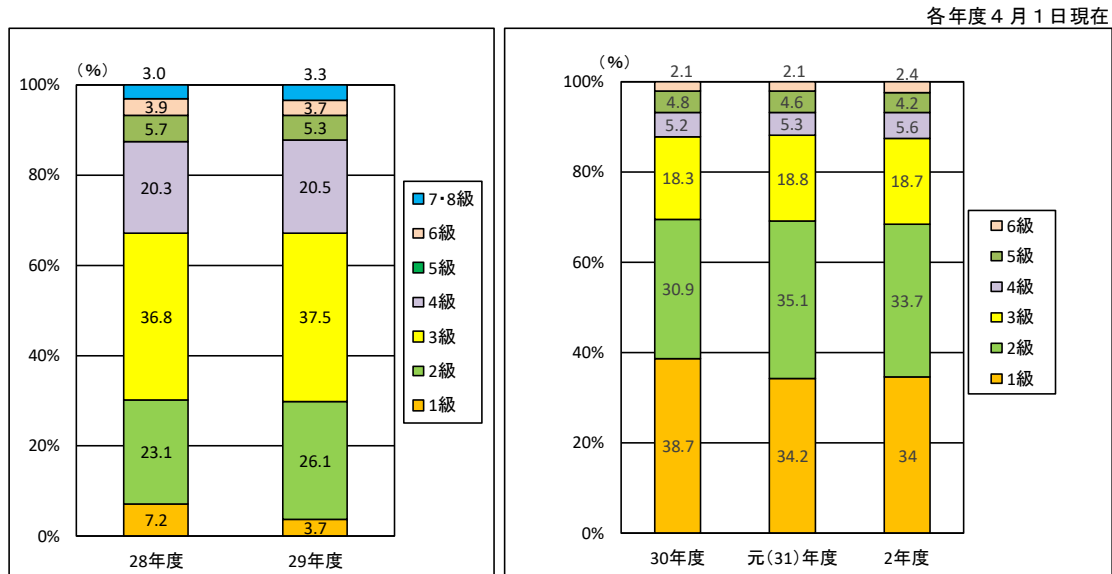 各年度４月１日現在
（％）
3.0
3.3
100%
3.9
3.7
5.7
5.3
80%
20.3
20.5
60%
36.8
37.5
40%
23.1
26.1
20%
7.2
3.7
0%
28年度
29年度
7・8級
6級
5級
4級
3級
2級
1級
（％）
2.1
2.1
2.4
100%
4.8
4.6
4.2
5.2
5.3
5.6
80%
18.3
18.8
18.7
60%
30.9
35.1
33.7
40%
38.7
34.2
34
20%
0%
30年度
元（31）年度
2年度
6級
5級
4級
3級
2級
1級